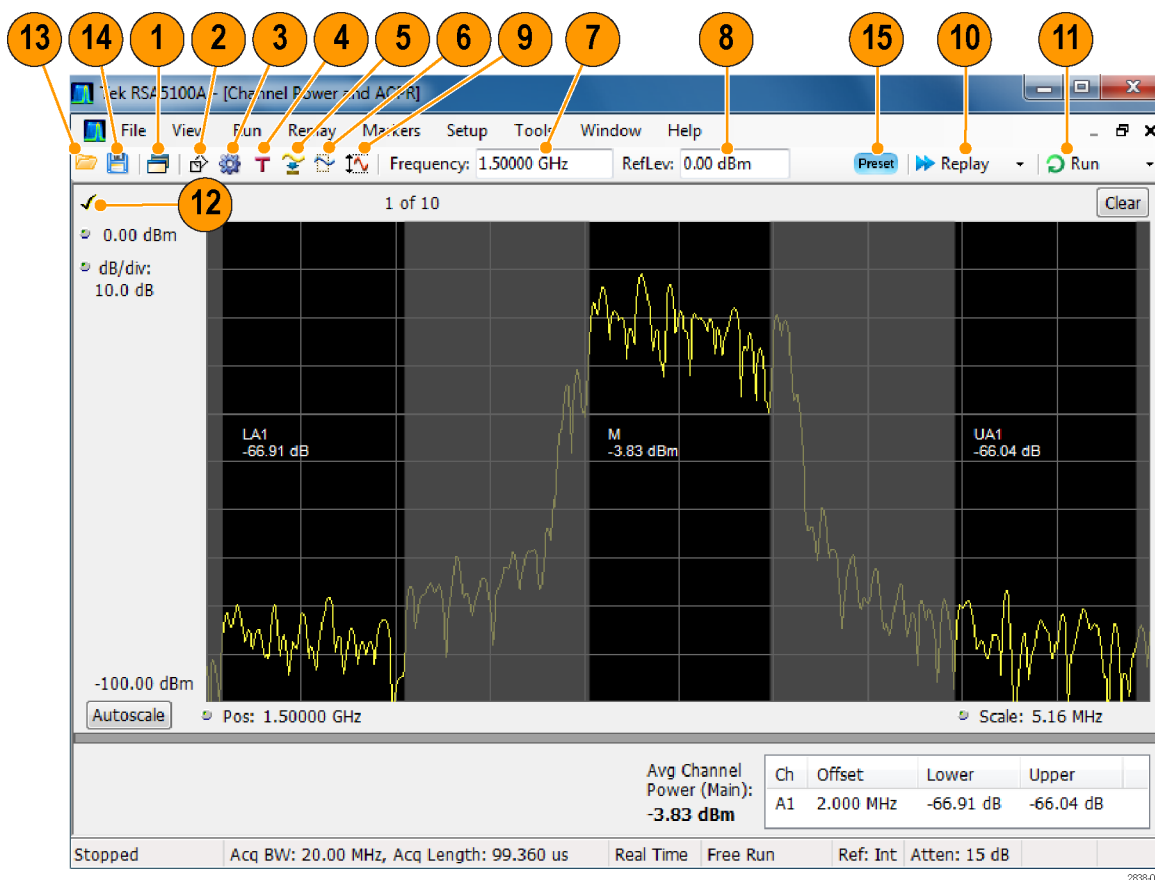 13 14 1 2 3 4 5 6 9 7 8 15 10 11
Tek RSA5100A - [Channel Power and ACPR]
File View Run Replay Markers Setup Tools Window Help
T Frequency: 1.50000 GHz RefLev: 0.00 dBm Preset Replay Run
12 1 of 10 Clear
0.00 dBm
dB/div:
10.0 dB
LA1 M UA1
-66.91 dB -3.83 dBm -66.04 dB
-100.00 dBm
Autoscale Pos: 1.50000 GHz Scale: 5.16 MHz
Avg Channel
Power (Main):
-3.83 dBm
Ch Offset Lower Upper
A1 2.000 MHz -66.91 dB -66.04 dB
Stopped Acq BW: 20.00 MHz, Acq Length: 99.360 us Real Time Free Run Ref: Int Atten: 15 dB